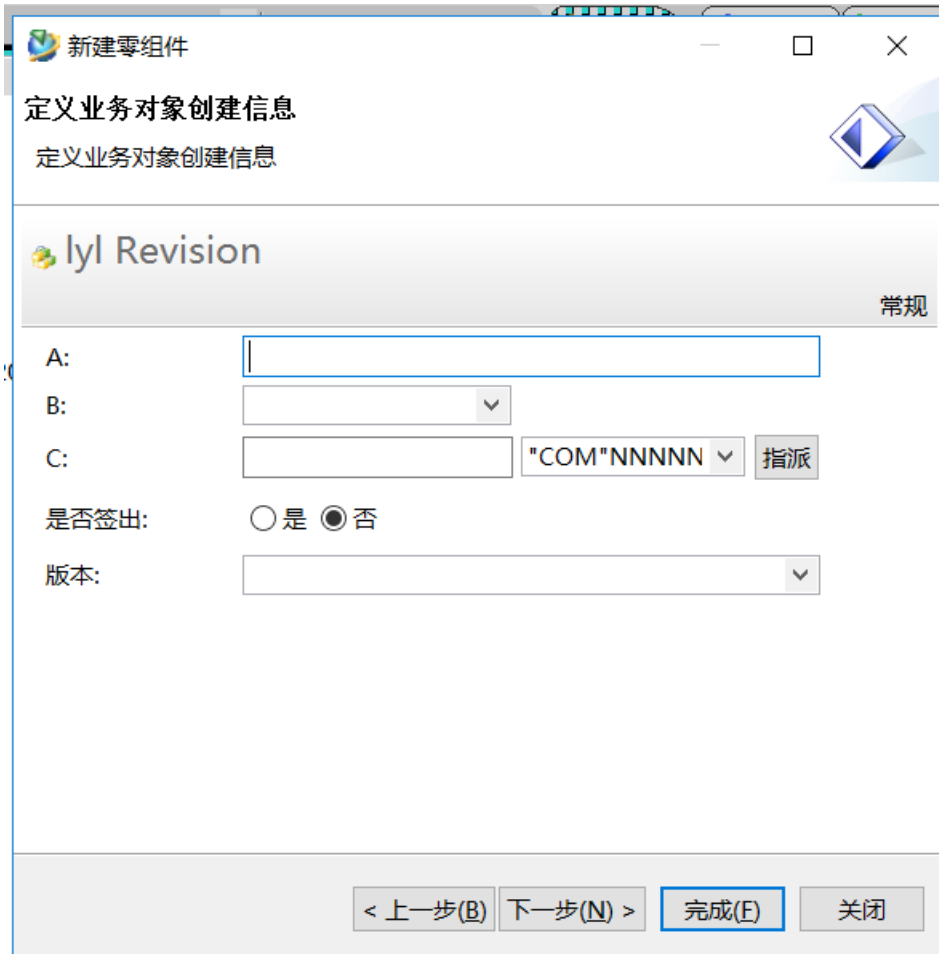 新建零组件
定义业务对象创建信息
定义业务对象创建信息
lyl Revision
常规
A:
B:
C: "COM"NNNNN 指派
是否签出: 是 否
版本:
< 上一步(B) 下一步(N) > 完成(F) 关闭